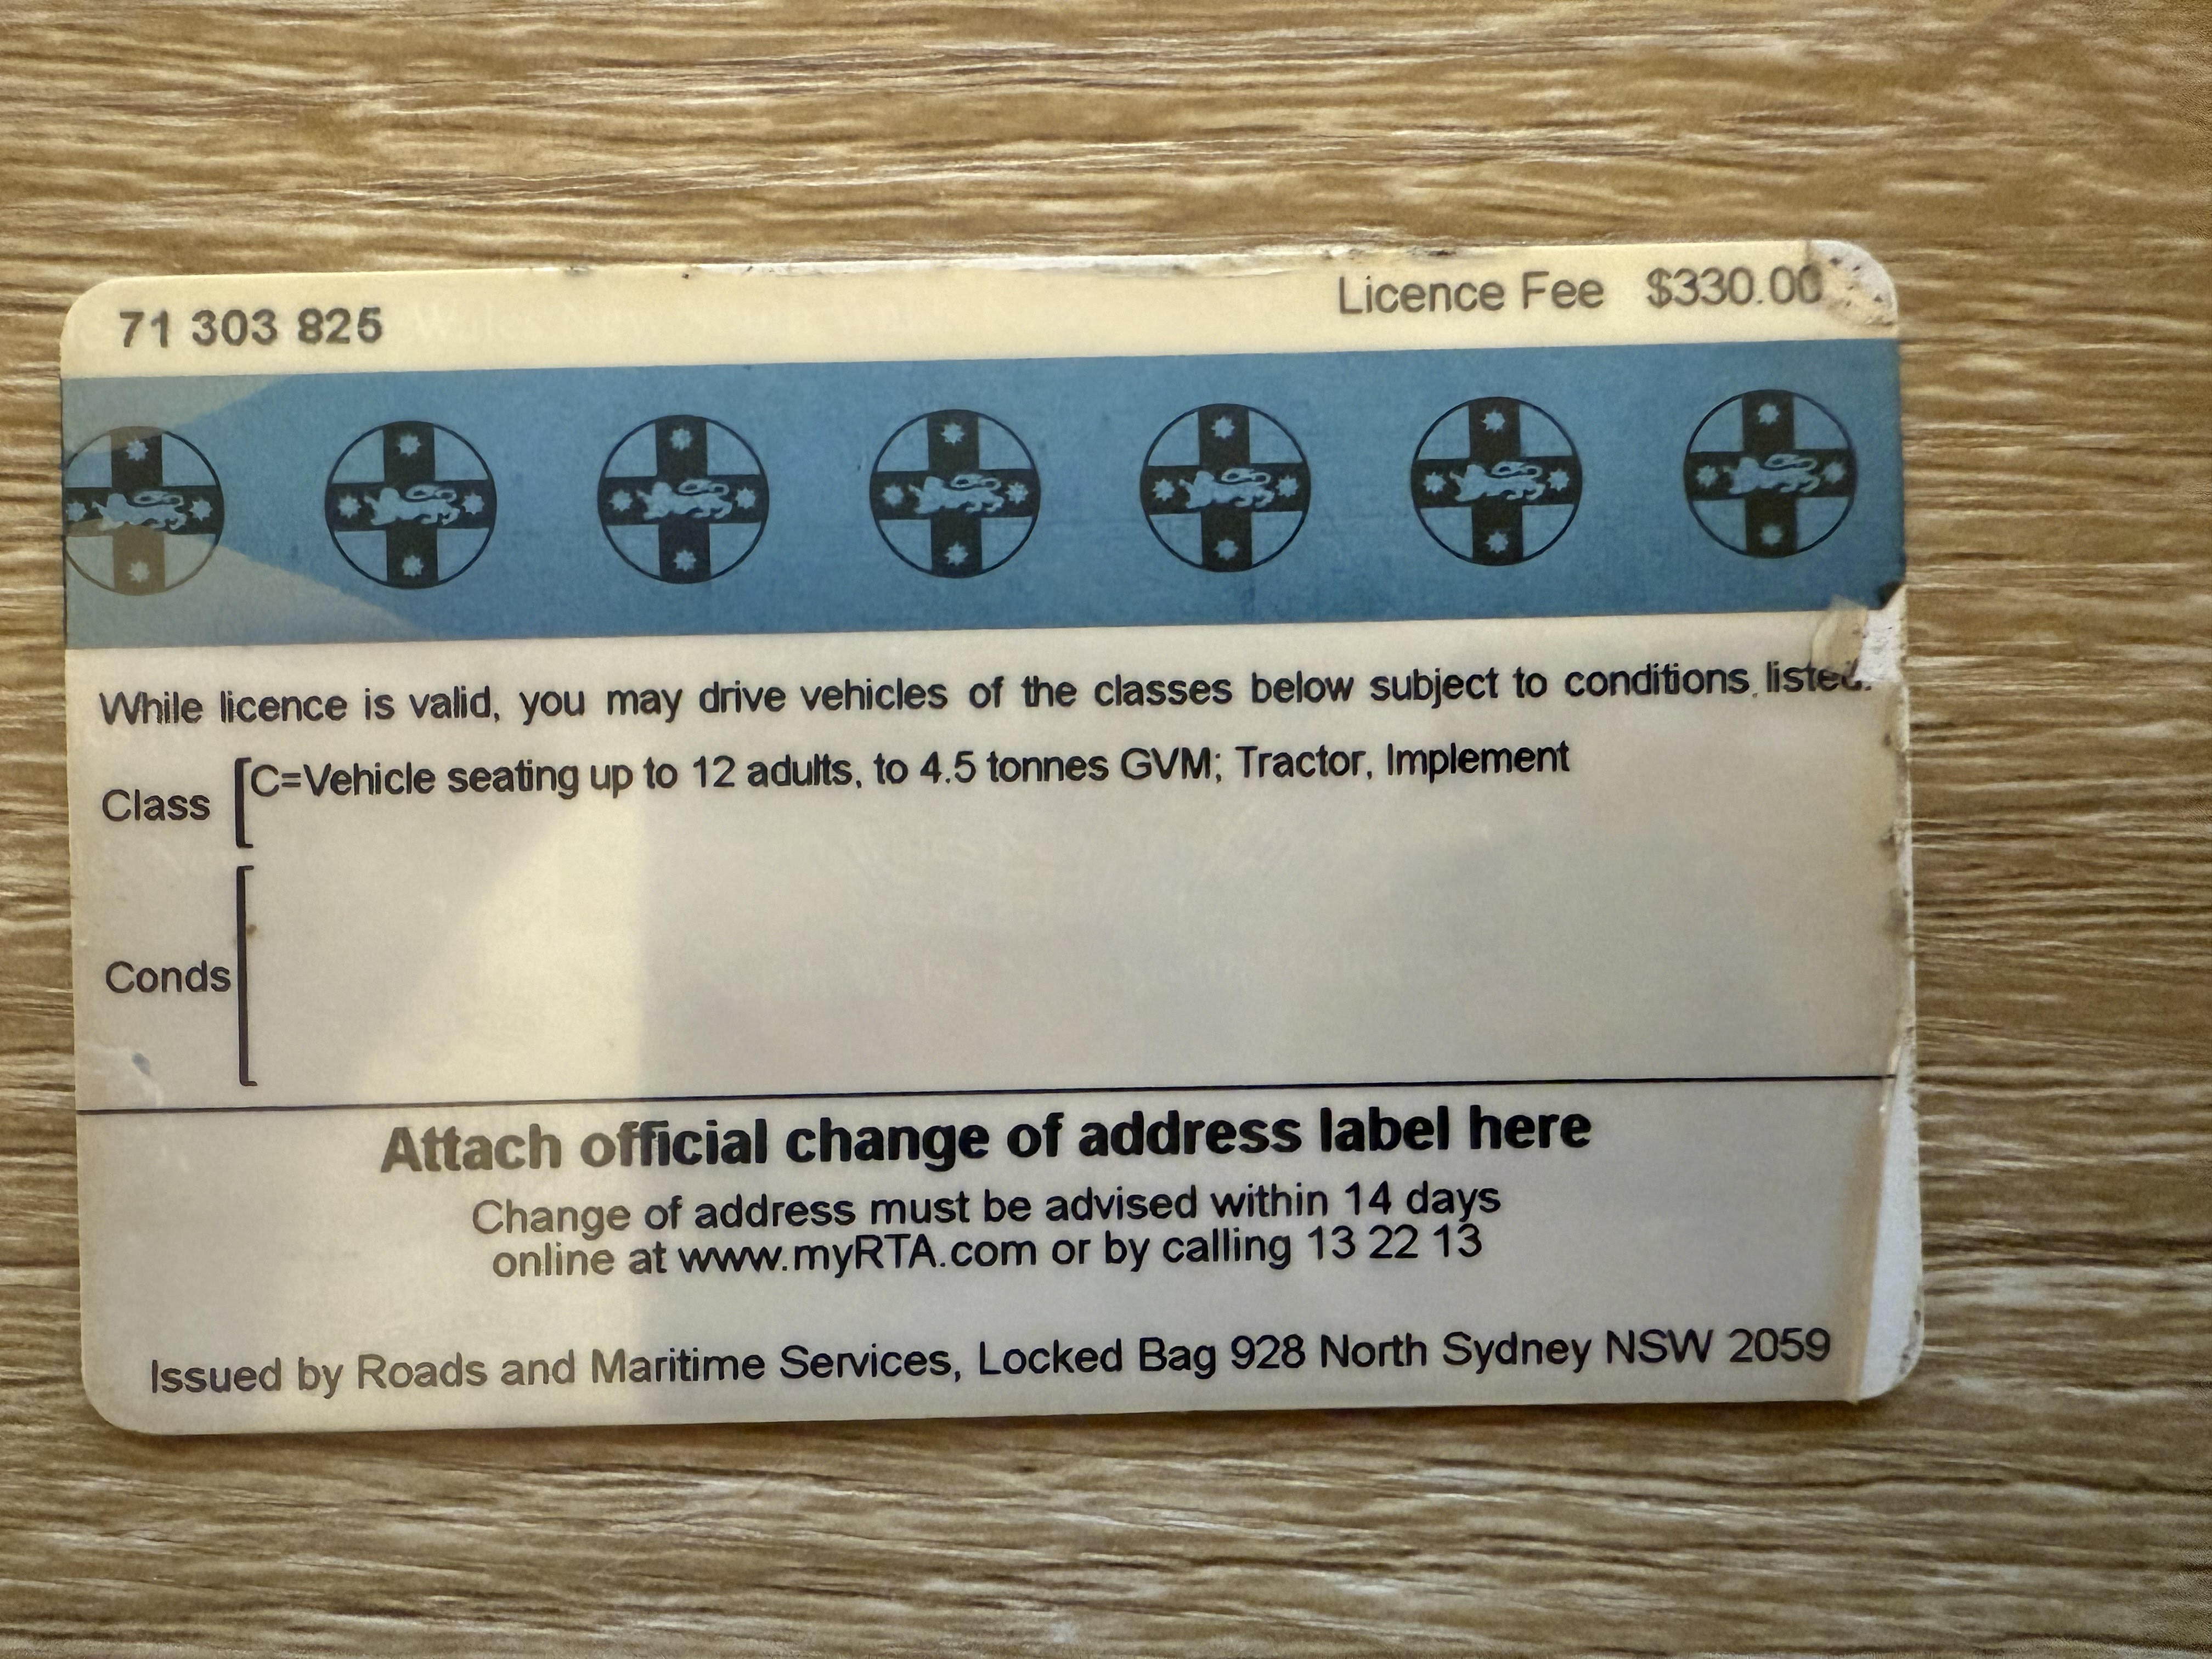 71 303 825 Licence Fee $330.00
While licence is valid, you may drive vehicles of the classes below subject to conditions listed.
Class [C=Vehicle seating up to 12 adults, to 4.5 tonnes GVM; Tractor, Implement
Conds [
Attach official change of address label here
Change of address must be advised within 14 days
online at www.myRTA.com or by calling 13 22 13
Issued by Roads and Maritime Services, Locked Bag 928 North Sydney NSW 2059